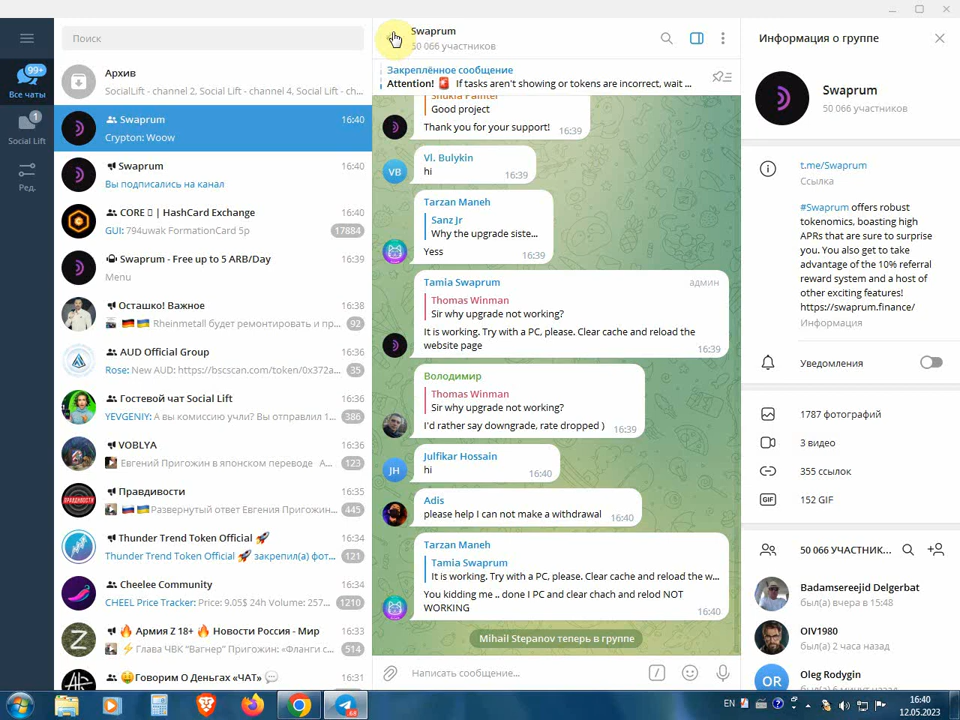 99+
Все чаты
1
Social Lift
Ред.
Поиск
Архив
SocialLift - channel 2, Social Lift - channel 4, Social Lift - ch...
Swaprum
16:40
Crypton: Woow
Swaprum
16:40
Вы подписались на канал
CORE | HashCard Exchange
16:40
GUI: 794uwak FormationCard 5p
17884
Swaprum - Free up to 5 ARB/Day
16:39
Menu
Осташко! Важное
16:38
Rheinmetall будет ремонтировать и пр...
92
AUD Official Group
16:36
Rose: New AUD: https://bscscan.com/token/0x372a...
35
Гостевой чат Social Lift
16:36
YEVGENIY: А вы комиссию учли? Вы отправил 1...
386
VOBLYA
16:36
Евгений Пригожин в японском переводе А...
123
Правдивости
16:35
Развернутый ответ Евгения Пригожин...
445
Thunder Trend Token Official 🚀
16:34
Thunder Trend Token Official 🚀 закрепил(а) фот...
121
Cheelee Community
16:34
CHEEL Price Tracker: Price: 9.05$ 24h Volume: 257...
1210
🔥 Армия Z 18+ 🔥 Новости Россия - Мир
16:33
⚡Глава ЧВК "Вагнер" Пригожин: «Фланги с...
514
Говорим О Деньгах «ЧАТ»
16:31
Swaprum
50 066 участников
Закреплённое сообщение
Attention! 🚨 If tasks aren't showing or tokens are incorrect, wait ...
Shukla Painter
Good project
Thank you for your support!
16:39
VB
Vl. Bulykin
hi
16:39
Tarzan Maneh
Sanz Jr
Why the upgrade siste...
Yess
16:39
Tamia Swaprum
админ
Thomas Winman
Sir why upgrade not working?
It is working. Try with a PC, please. Clear cache and reload the
website page
16:39
Володимир
Thomas Winman
Sir why upgrade not working?
I'd rather say downgrade, rate dropped )
16:39
JH
Julfikar Hossain
hi
16:40
Adis
please help I can not make a withdrawal
16:40
Tarzan Maneh
Tamia Swaprum
It is working. Try with a PC, please. Clear cache and reload the w...
You kidding me .. done I PC and clear chach and relod NOT
WORKING
16:40
Mihail Stepanov теперь в группе
Написать сообщение...
Информация о группе
Swaprum
50 066 участников
t.me/Swaprum
Ссылка
#Swaprum offers robust
tokenomics, boasting high
APRs that are sure to surprise
you. You also get to take
advantage of the 10% referral
reward system and a host of
other exciting features!
https://swaprum.finance/
Информация
Уведомления
1787 фотографий
3 видео
355 ссылок
GIF
152 GIF
50 066 УЧАСТНИК...
Badamsereejid Delgerbat
был(а) вчера в 15:48
OIV1980
был(а) 2 часа назад
OR
Oleg Rodygin
EN
16:40
12.05.2023